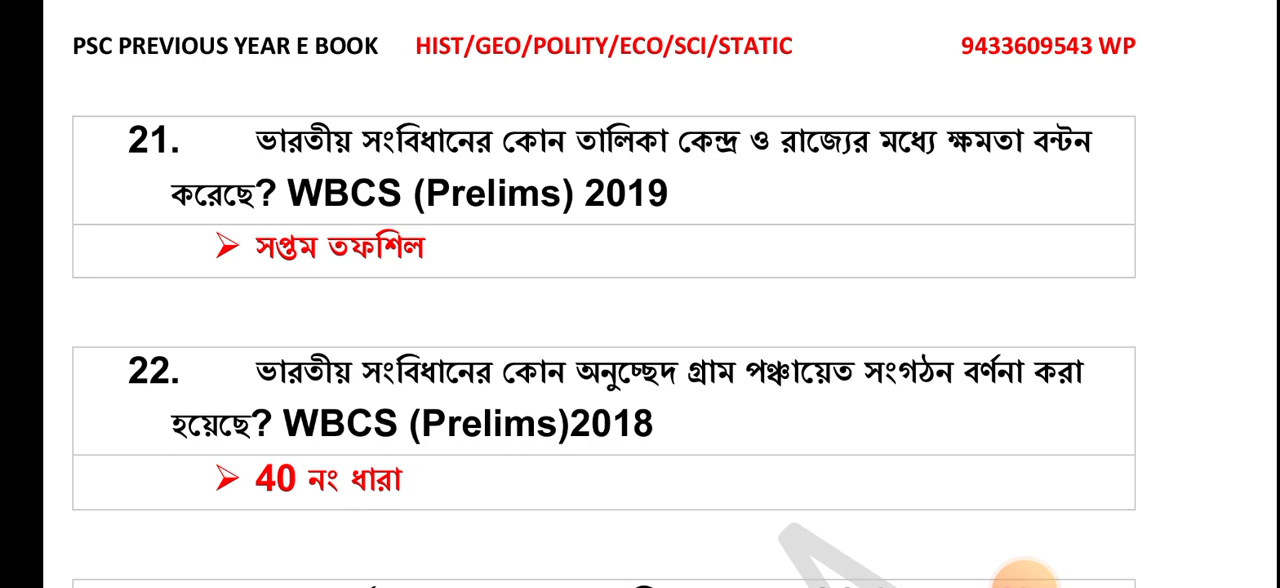 PSC PREVIOUS YEAR E BOOK HIST/GEO/POLITY/ECO/SCI/STATIC 9433609543 WP
21. ভারতীয় সংবিধানের কোন তালিকা কেন্দ্র ও রাজ্যের মধ্যে ক্ষমতা বন্টন
করেছে? WBCS (Prelims) 2019
➢ সপ্তম তফশিল
22. ভারতীয় সংবিধানের কোন অনুচ্ছেদ গ্রাম পঞ্চায়েত সংগঠন বর্ণনা করা
হয়েছে? WBCS (Prelims)2018
➢ 40 নং ধারা